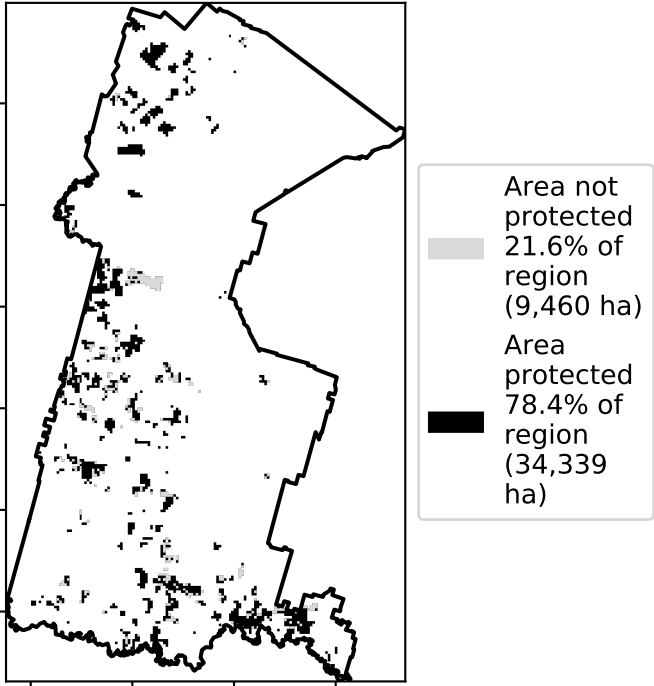 Area not
protected
21.6% of
region
(9,460 ha)
Area
protected
78.4% of
region
(34,339
ha)